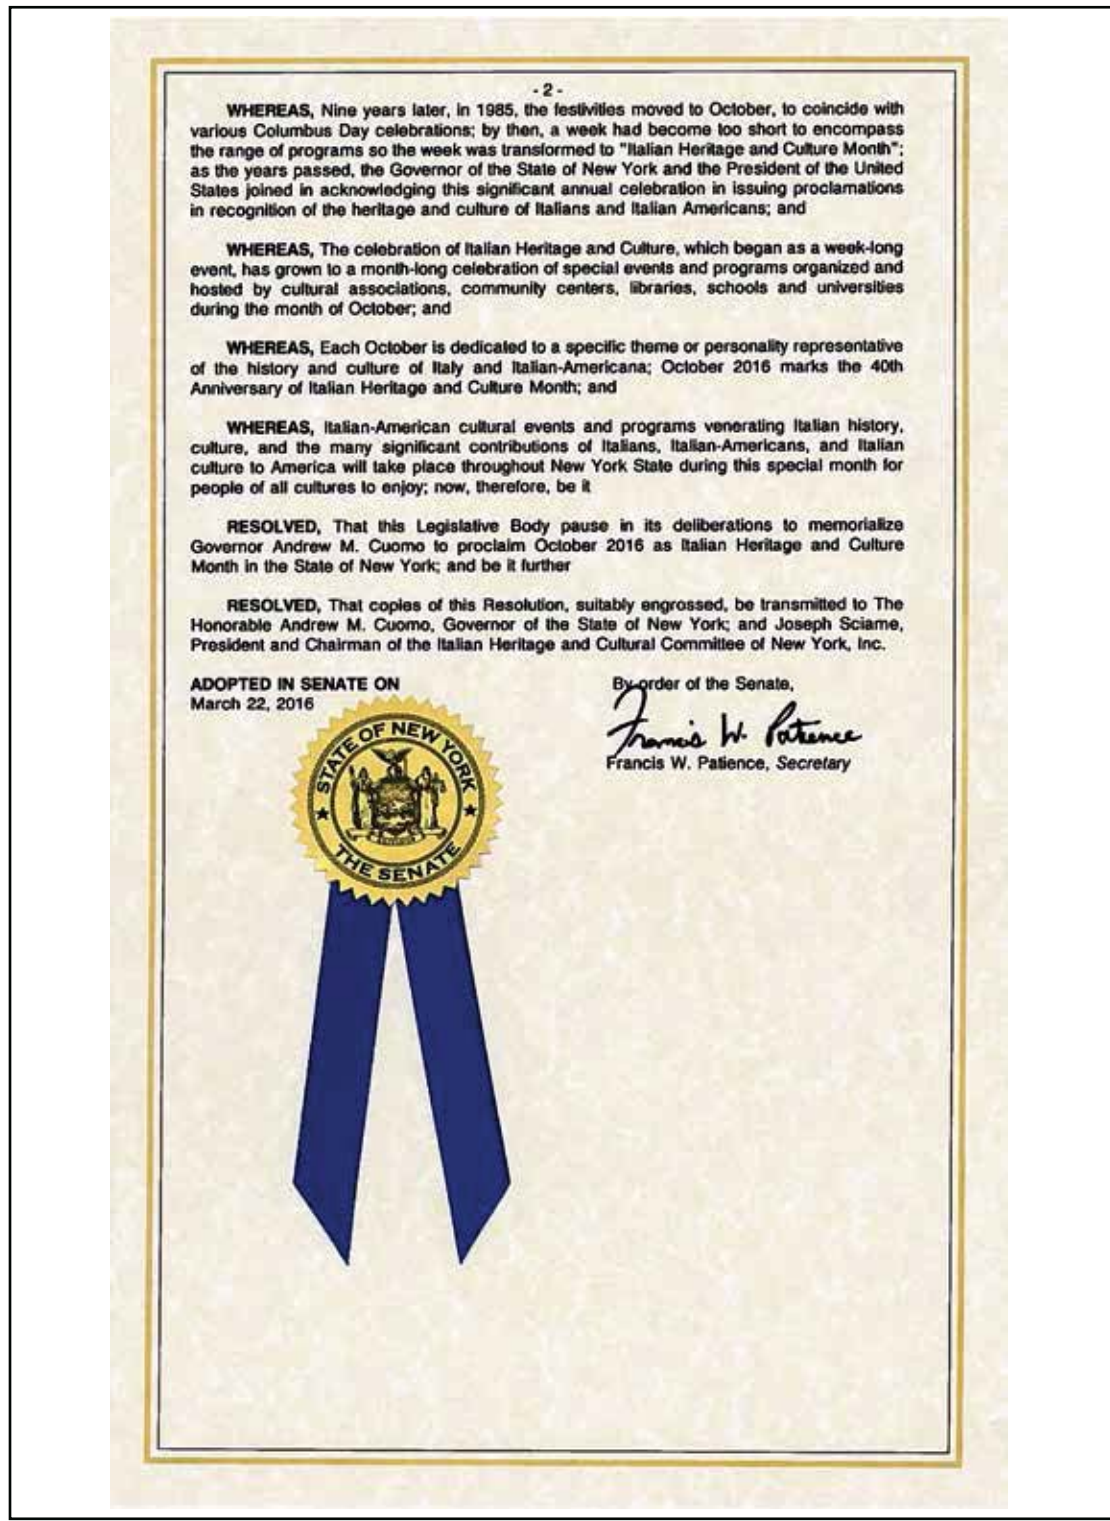 - 2 -
WHEREAS, Nine years later, in 1985, the festivities moved to October, to coincide with
various Columbus Day celebrations; by then, a week had become too short to encompass
the range of programs so the week was transformed to "Italian Heritage and Culture Month";
as the years passed, the Governor of the State of New York and the President of the United
States joined in acknowledging this significant annual celebration in issuing proclamations
in recognition of the heritage and culture of Italians and Italian Americans; and
WHEREAS, The celebration of Italian Heritage and Culture, which began as a week-long
event, has grown to a month-long celebration of special events and programs organized and
hosted by cultural associations, community centers, libraries, schools and universities
during the month of October; and
WHEREAS, Each October is dedicated to a specific theme or personality representative
of the history and culture of Italy and Italian-Americana; October 2016 marks the 40th
Anniversary of Italian Heritage and Culture Month; and
WHEREAS, Italian-American cultural events and programs venerating Italian history,
culture, and the many significant contributions of Italians, Italian-Americans, and Italian
culture to America will take place throughout New York State during this special month for
people of all cultures to enjoy; now, therefore, be it
RESOLVED, That this Legislative Body pause in its deliberations to memorialize
Governor Andrew M. Cuomo to proclaim October 2016 as Italian Heritage and Culture
Month in the State of New York; and be it further
RESOLVED, That copies of this Resolution, suitably engrossed, be transmitted to The
Honorable Andrew M. Cuomo, Governor of the State of New York; and Joseph Sciame,
President and Chairman of the Italian Heritage and Cultural Committee of New York, Inc.
ADOPTED IN SENATE ON
March 22, 2016
By order of the Senate,
Francis W. Patience
Francis W. Patience, Secretary
STATE OF NEW YORK
THE SENATE